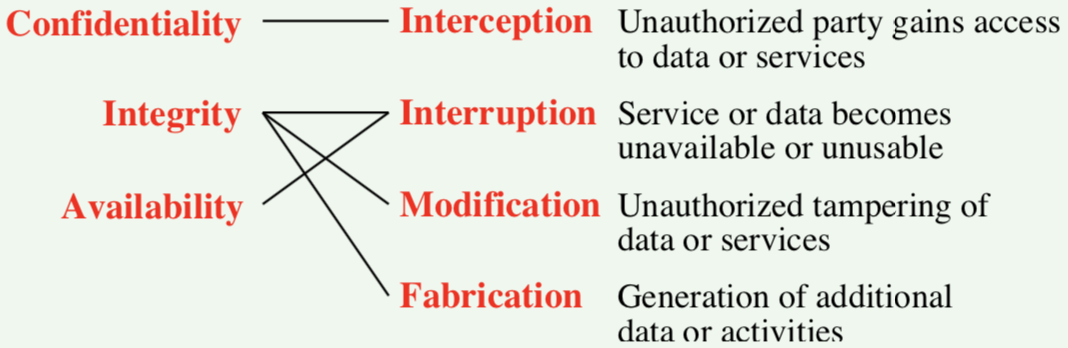 Confidentiality Interception Unauthorized party gains access
to data or services
Integrity Interruption Service or data becomes
unavailable or unusable
Availability Modification Unauthorized tampering of
data or services
Fabrication Generation of additional
data or activities